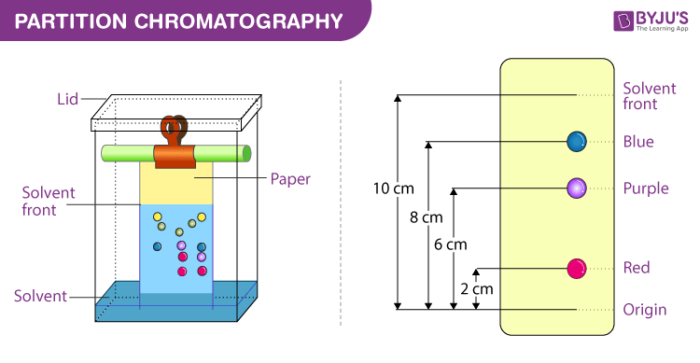 PARTITION CHROMATOGRAPHY
BYJU'S
The Learning App
Lid
Paper
Solvent
front
Solvent
Solvent
front
Blue
Purple
Red
Origin
10 cm
8 cm
6 cm
2 cm